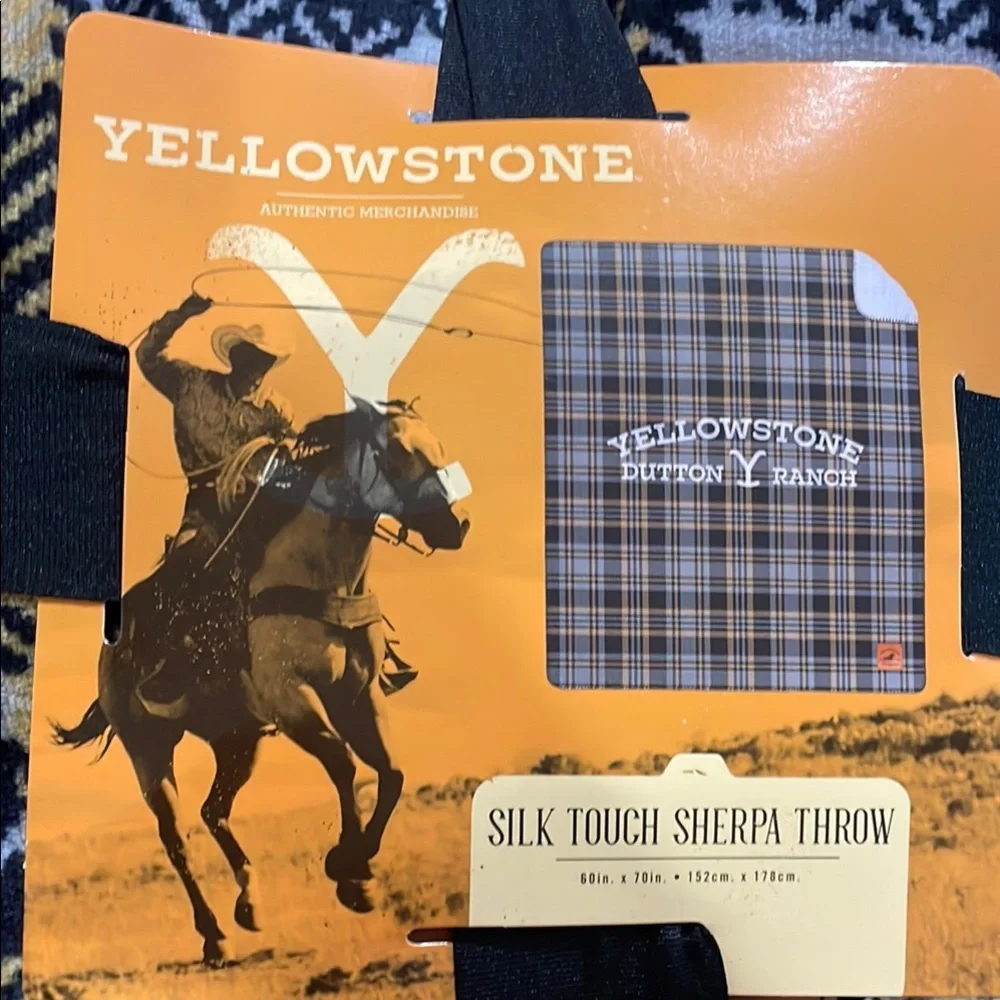 YELLOWSTONE
AUTHENTIC MERCHANDISE
Y
YELLOWSTONE
DUTTON Y RANCH
SILK TOUCH SHERPA THROW
60in. x 70in. • 152cm. x 178cm.